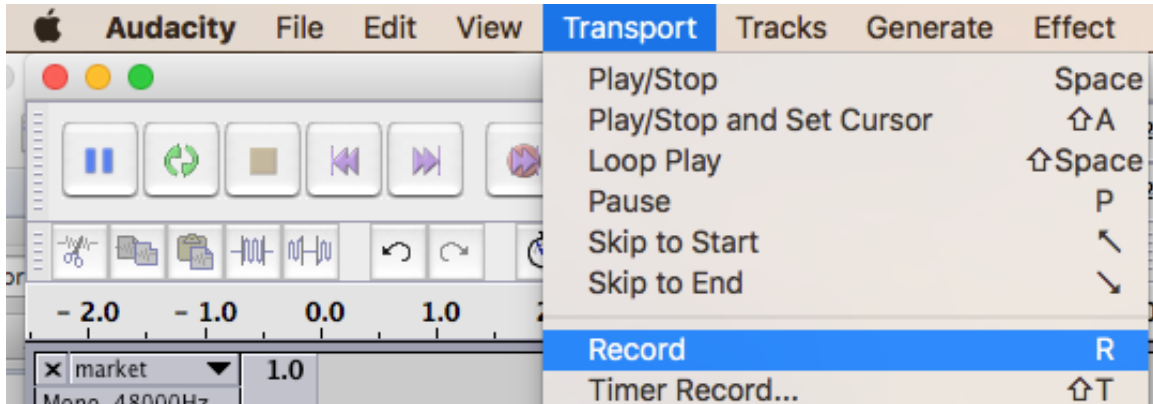 Audacity File Edit View Transport Tracks Generate Effect
Play/Stop Space
Play/Stop and Set Cursor ⇧A
Loop Play ⇧Space
Pause P
Skip to Start ↖
Skip to End ↘
- 2.0 - 1.0 0.0 1.0
Record R
× market ▼ 1.0
Timer Record... ⇧T
Mono, 48000Hz